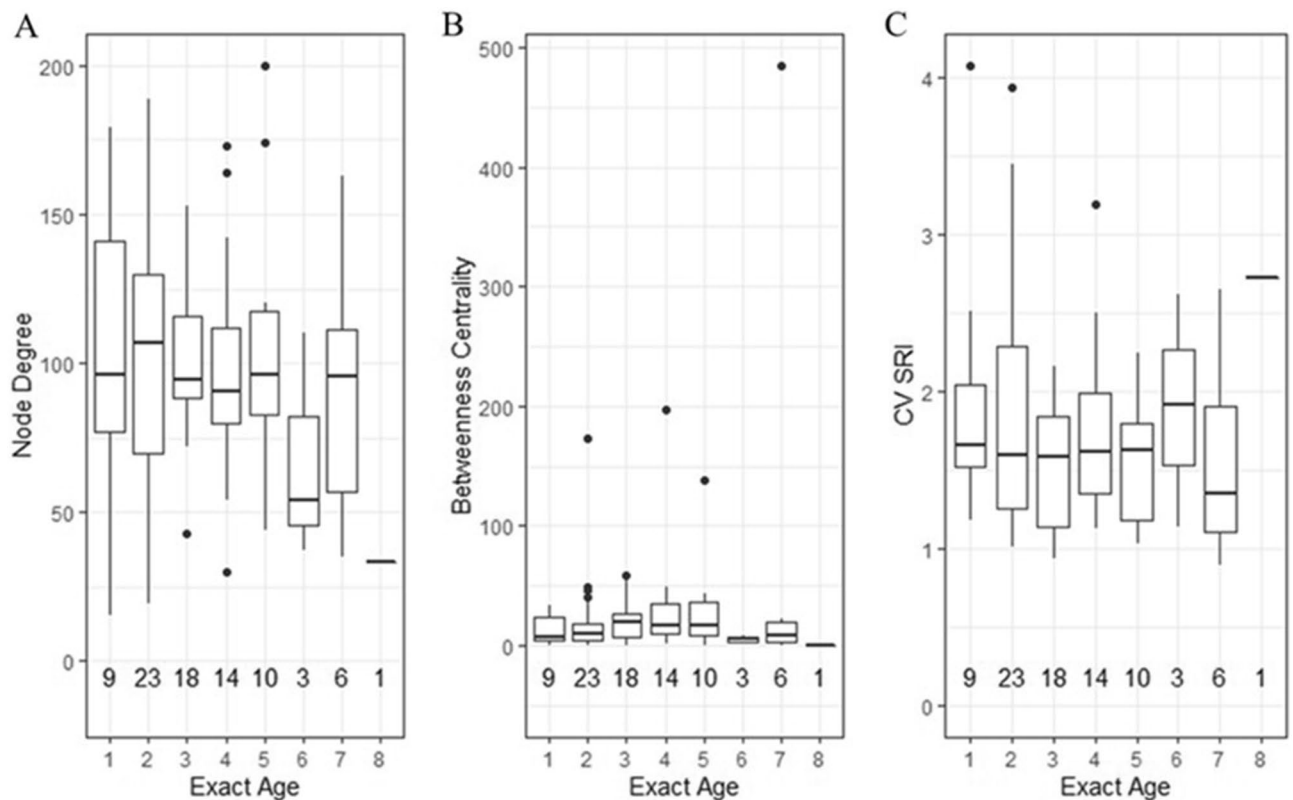 A
Node Degree
200
150
100
50
0
9 23 18 14 10 3 6 1
1 2 3 4 5 6 7 8
Exact Age
B
Betweenness Centrality
500
400
300
200
100
0
9 23 18 14 10 3 6 1
1 2 3 4 5 6 7 8
Exact Age
C
CV SRI
4
3
2
1
0
9 23 18 14 10 3 6 1
1 2 3 4 5 6 7 8
Exact Age